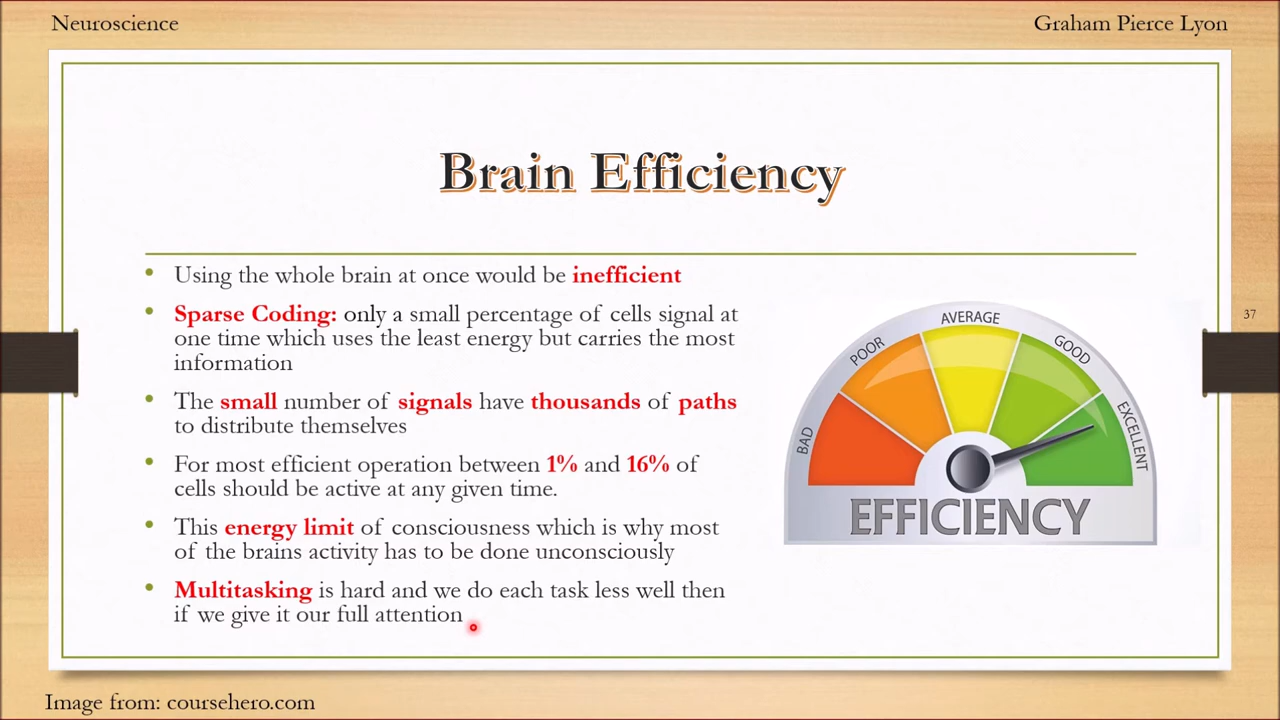 Neuroscience
Graham Pierce Lyon
Brain Efficiency
• Using the whole brain at once would be inefficient
• Sparse Coding: only a small percentage of cells signal at
one time which uses the least energy but carries the most
information
• The small number of signals have thousands of paths
to distribute themselves
• For most efficient operation between 1% and 16% of
cells should be active at any given time.
• This energy limit of consciousness which is why most
of the brains activity has to be done unconsciously
• Multitasking is hard and we do each task less well then
if we give it our full attention
37
BAD
POOR
AVERAGE
GOOD
EXCELLENT
EFFICIENCY
Image from: coursehero.com